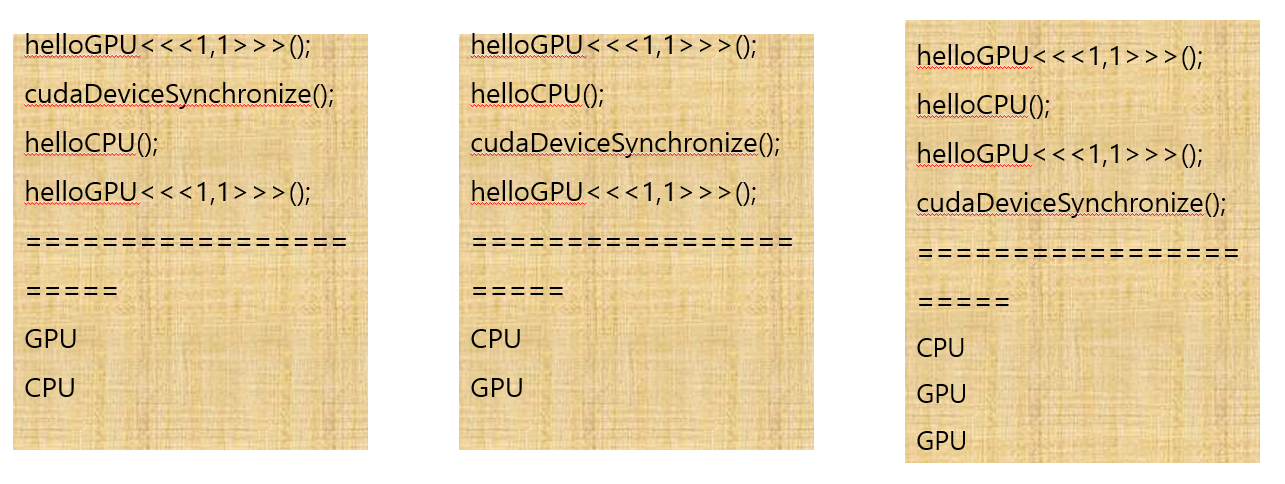 helloGPU<<<1,1>>>();
cudaDeviceSynchronize();
helloCPU();
helloGPU<<<1,1>>>();
=================
=====
GPU
CPU
helloGPU<<<1,1>>>();
helloCPU();
cudaDeviceSynchronize();
helloGPU<<<1,1>>>();
=================
=====
CPU
GPU
helloGPU<<<1,1>>>();
helloCPU();
helloGPU<<<1,1>>>();
cudaDeviceSynchronize();
=================
=====
CPU
GPU
GPU